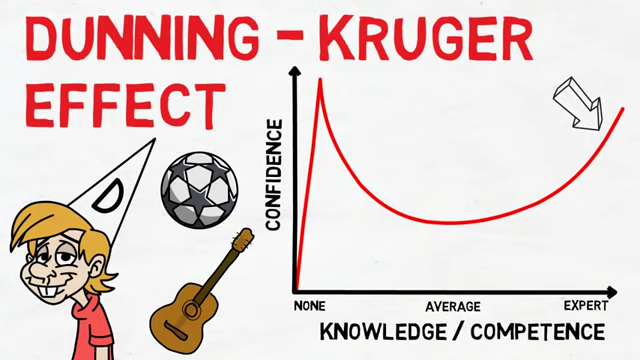 DUNNING - KRUGER
EFFECT
D
CONFIDENCE
NONE AVERAGE EXPERT
KNOWLEDGE / COMPETENCE